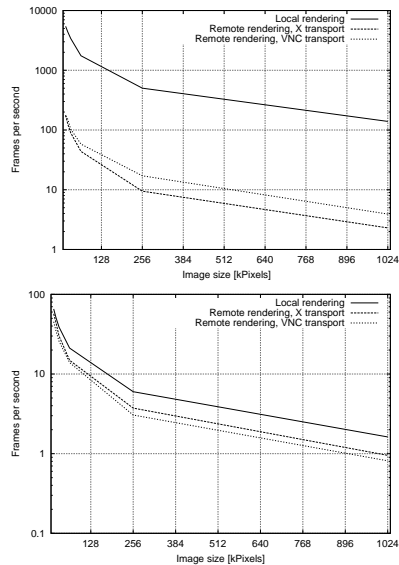 10000
1000
100
10
1
Frames per second
Local rendering
Remote rendering, X transport
Remote rendering, VNC transport
128 256 384 512 640 768 896 1024
Image size [kPixels]
100
10
1
0.1
Frames per second
Local rendering
Remote rendering, X transport
Remote rendering, VNC transport
128 256 384 512 640 768 896 1024
Image size [kPixels]